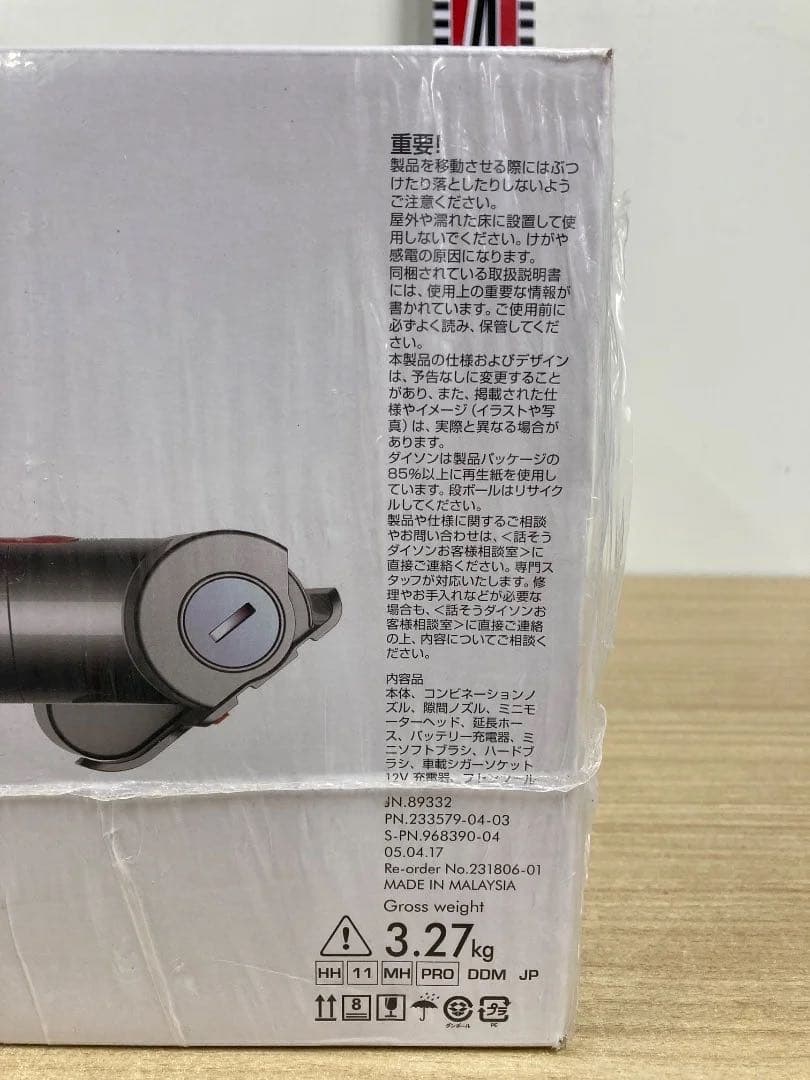 重要!
製品を移動させる際にはぶつ
けたり落としたりしないよう
ご注意ください。
屋外や濡れた床に設置して使
用しないでください。けがや
感電の原因になります。
同梱されている取扱説明書
には、使用上の重要な情報が
書かれています。ご使用前に
必ずよく読み、保管してくだ
さい。
本製品の仕様およびデザイン
は、予告なしに変更すること
があり、また、掲載された仕
様やイメージ（イラストや写
真）は、実際と異なる場合が
あります。
ダイソンは製品パッケージの
85%以上に再生紙を使用し
ています。段ボールはリサイク
ルしてください。
製品や仕様に関するご相談
やお問い合わせは、<話そう
ダイソンお客様相談室>に
直接ご連絡ください。専門ス
タッフが対応いたします。修
理やお手入れなどが必要な
場合も、<話そうダイソンお
客様相談室>に直接ご連絡
の上、内容についてご相談く
ださい。
内容品
本体、コンビネーションノ
ズル、隙間ノズル、ミニモ
ーターヘッド、延長ホー
ス、バッテリー充電器、ミ
ニソフトブラシ、ハードブ
ラシ、車載シガーソケット
12V 充電器、
JN.89332
PN.233579-04-03
S-PN.968390-04
05.04.17
Re-order No.231806-01
MADE IN MALAYSIA
Gross weight
3.27kg
HH 11 MH PRO DDM JP
8
ダンボール プラ PE